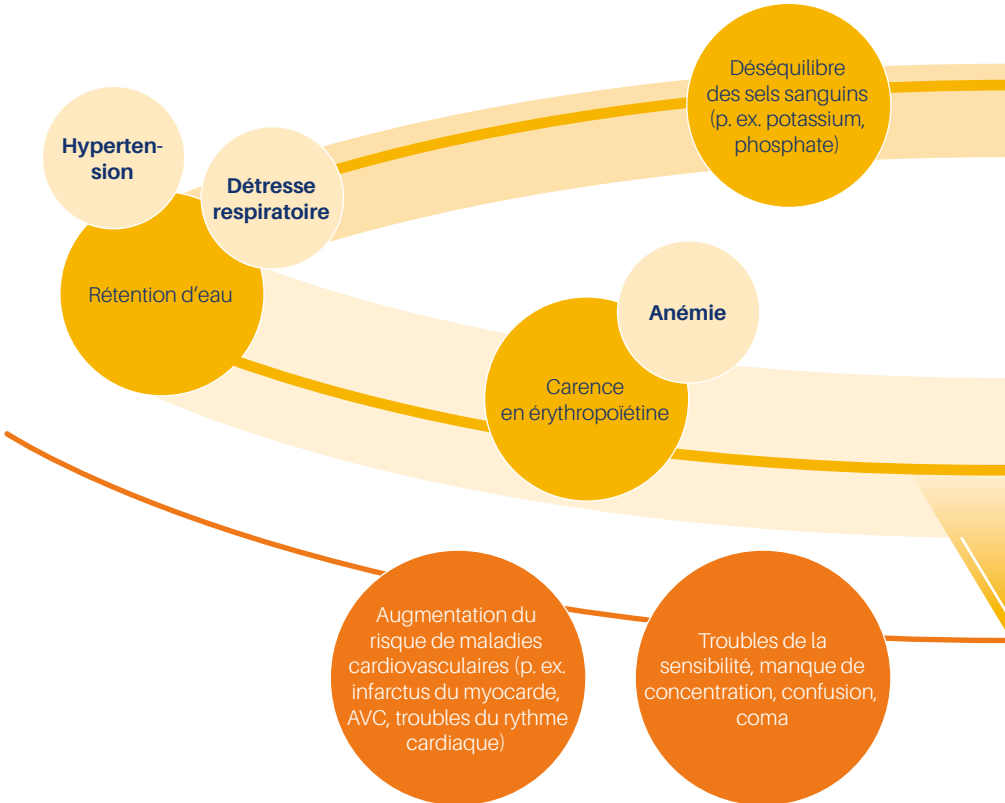 Déséquilibre
des sels sanguins
(p. ex. potassium,
phosphate)
Hyperten-
sion
Détresse
respiratoire
Rétention d’eau
Anémie
Carence
en érythropoïétine
Augmentation du
risque de maladies
cardiovasculaires (p. ex.
infarctus du myocarde,
AVC, troubles du rythme
cardiaque)
Troubles de la
sensibilité, manque de
concentration, confusion,
coma